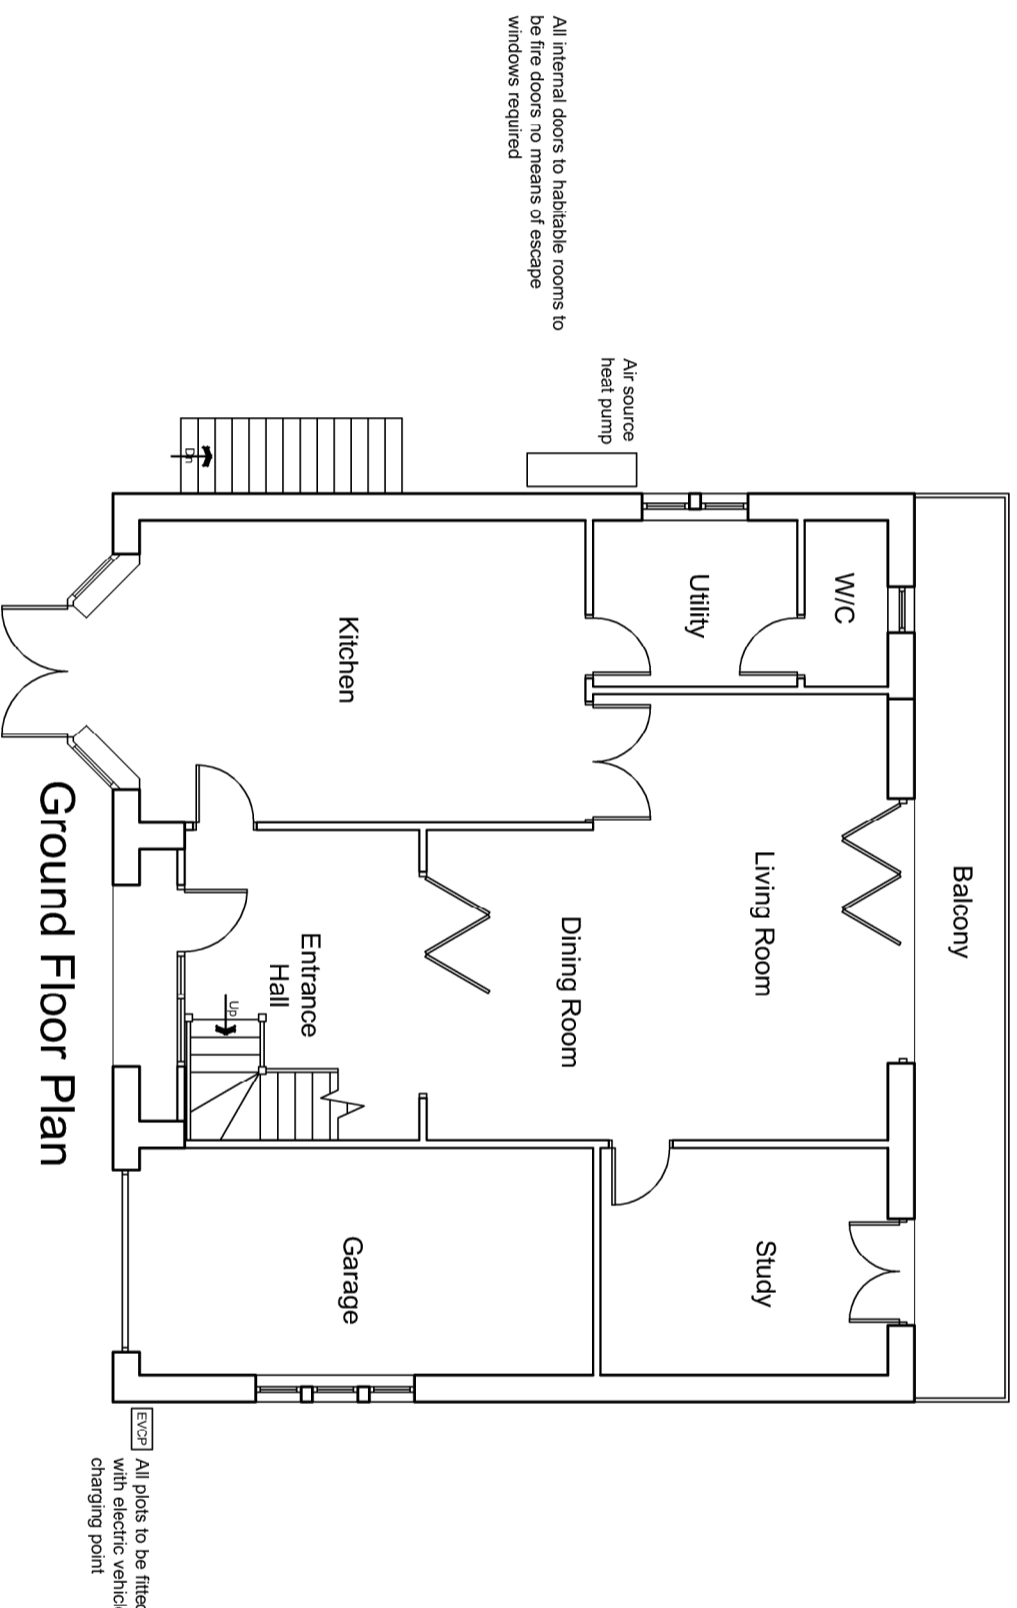 Balcony
W/C
Utility
Living Room
Study
Air source
heat pump
All internal doors to habitable rooms to
be fire doors no means of escape
windows required
Dining Room
Kitchen
Garage
Entrance
Hall
Up
Dn
EVCP
All plots to be fitted
with electric vehicle
charging point
Ground Floor Plan